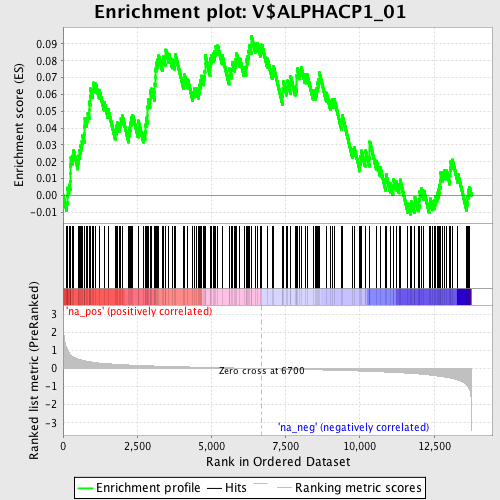 Enrichment plot: V$ALPHACP1_01
Enrichment score (ES)
0.09
0.08
0.07
0.06
0.05
0.04
0.03
0.02
0.01
0.00
-0.01
Ranked list metric (PreRanked)
3
2
1
0
-1
-2
-3
'na_pos' (positively correlated)
Zero cross at 6700
'na_neg' (negatively correlated)
0
2,500
5,000
7,500
10,000
12,500
Rank in Ordered Dataset
Enrichment profile
Hits
Ranking metric scores